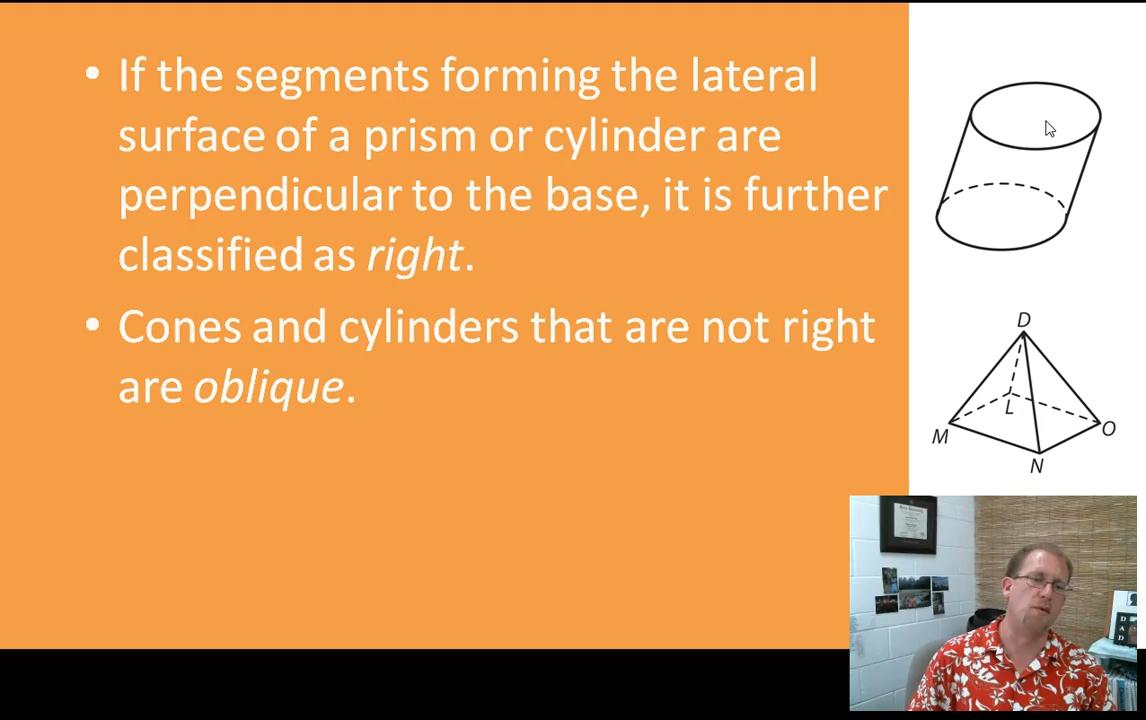 • If the segments forming the lateral
surface of a prism or cylinder are
perpendicular to the base, it is further
classified as right.
• Cones and cylinders that are not right
are oblique.
D
L
M
O
N
D
A
D